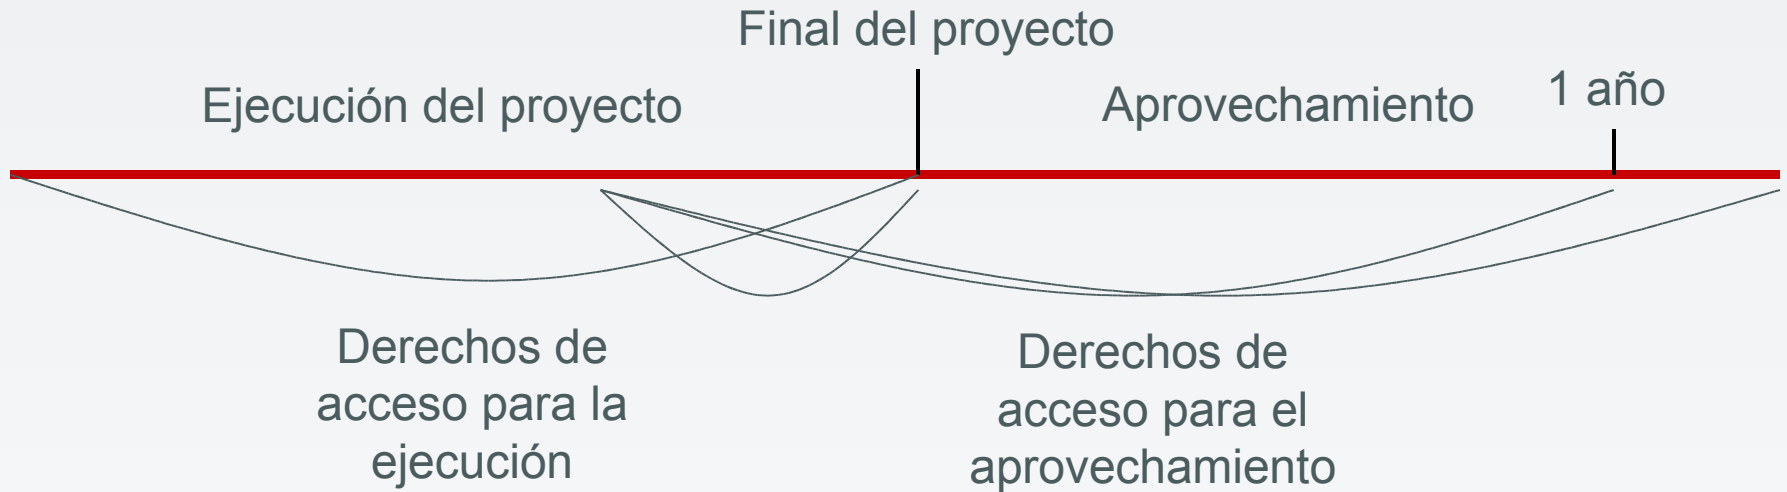 Final del proyecto
Ejecución del proyecto
Aprovechamiento
1 año
Derechos de
acceso para la
ejecución
Derechos de
acceso para el
aprovechamiento